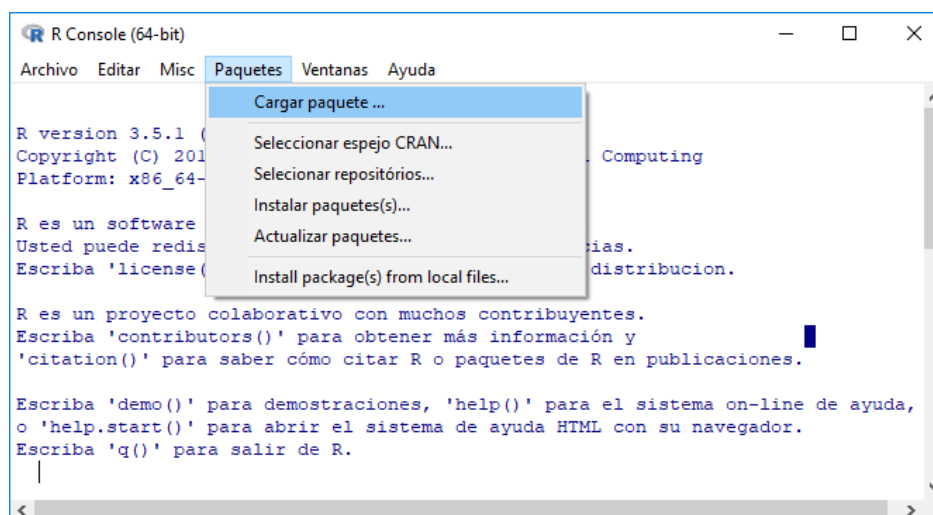 R Console (64-bit)
Archivo Editar Misc Paquetes Ventanas Ayuda
Cargar paquete ...
Seleccionar espejo CRAN...
Selecionar repositórios...
Instalar paquetes(s)...
Actualizar paquetes...
Install package(s) from local files...
R version 3.5.1 (
Copyright (C) 201 Computing
Platform: x86_64-
R es un software
Usted puede redis cias.
Escriba 'license( distribucion.
R es un proyecto colaborativo con muchos contribuyentes.
Escriba 'contributors()' para obtener más información y
'citation()' para saber cómo citar R o paquetes de R en publicaciones.
Escriba 'demo()' para demostraciones, 'help()' para el sistema on-line de ayuda,
o 'help.start()' para abrir el sistema de ayuda HTML con su navegador.
Escriba 'q()' para salir de R.